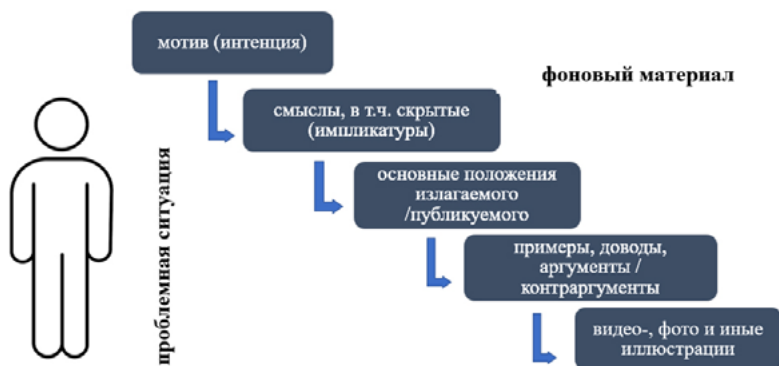 мотив (интенция)
фоновый материал
смыслы, в т.ч. скрытые
(импликатуры)
проблемная ситуация
основные положения
излагаемого
/публикуемого
примеры, доводы,
аргументы /
контраргументы
видео-, фото и иные
иллюстрации